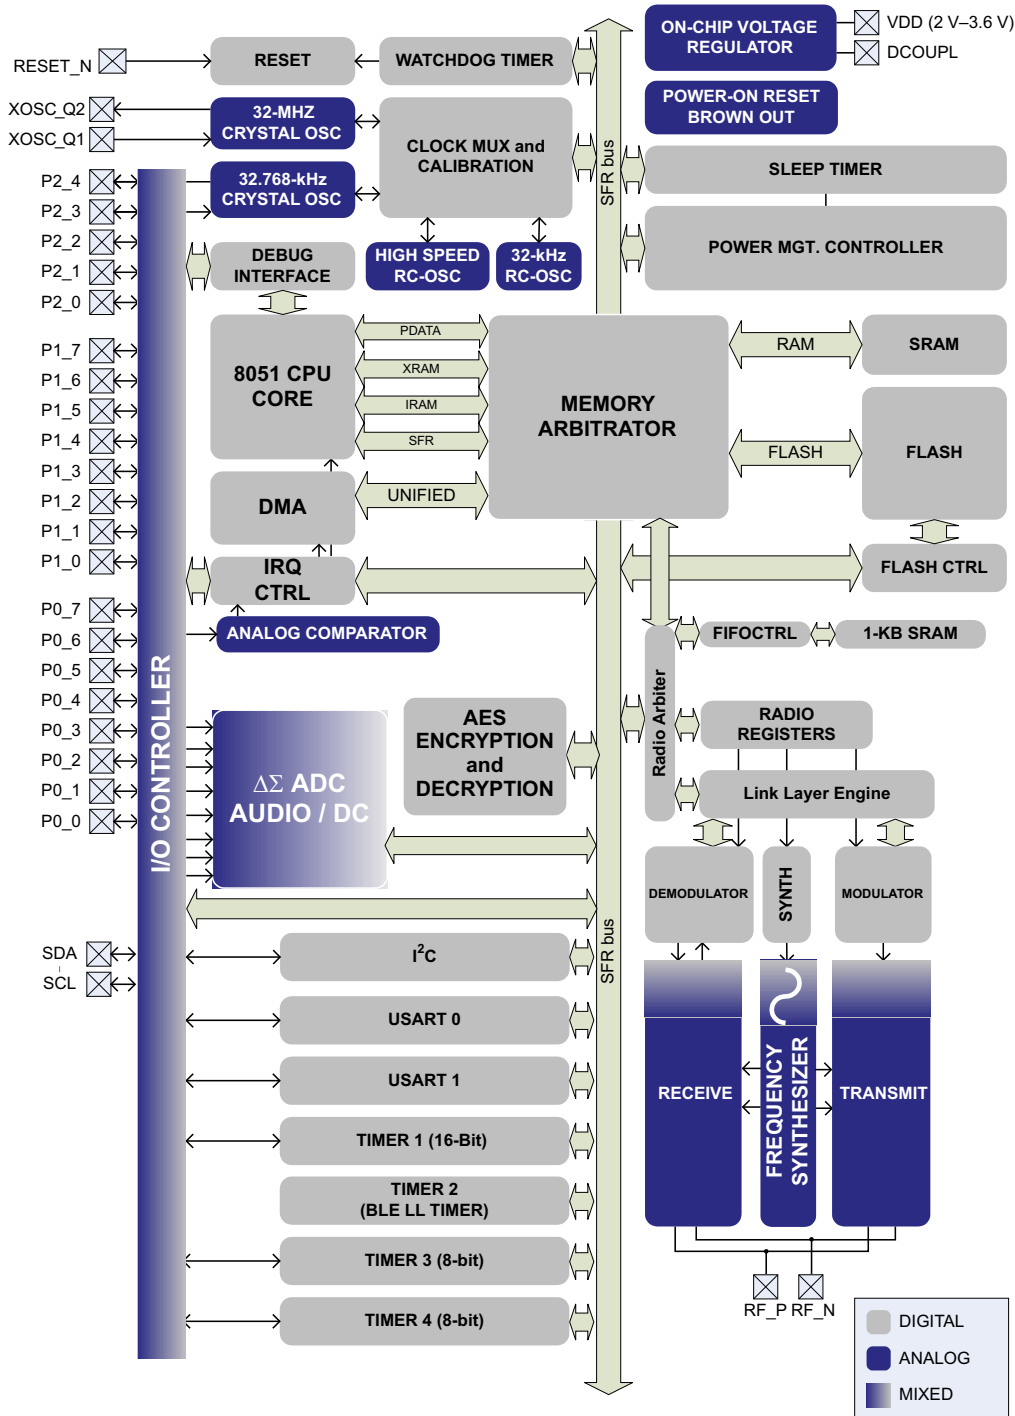 ON-CHIP VOLTAGE
REGULATOR
VDD (2 V–3.6 V)
DCOUPL
RESET_N
RESET
WATCHDOG TIMER
POWER-ON RESET
BROWN OUT
XOSC_Q2
XOSC_Q1
32-MHZ
CRYSTAL OSC
CLOCK MUX and
CALIBRATION
SFR bus
SLEEP TIMER
32.768-kHz
CRYSTAL OSC
POWER MGT. CONTROLLER
HIGH SPEED
RC-OSC
32-kHz
RC-OSC
DEBUG
INTERFACE
P2_4
P2_3
P2_2
P2_1
P2_0
P1_7
P1_6
P1_5
P1_4
P1_3
P1_2
P1_1
P1_0
P0_7
P0_6
P0_5
P0_4
P0_3
P0_2
P0_1
P0_0
SDA
SCL
I/O CONTROLLER
8051 CPU
CORE
PDATA
XRAM
IRAM
SFR
MEMORY
ARBITRATOR
RAM
SRAM
FLASH
FLASH
DMA
UNIFIED
IRQ
CTRL
FLASH CTRL
ANALOG COMPARATOR
Radio Arbiter
FIFOCTRL
1-KB SRAM
RADIO
REGISTERS
Link Layer Engine
AES
ENCRYPTION
and
DECRYPTION
ΔΣ ADC
AUDIO / DC
DEMODULATOR
SYNTH
MODULATOR
SFR bus
I2C
USART 0
USART 1
TIMER 1 (16-Bit)
TIMER 2
(BLE LL TIMER)
TIMER 3 (8-bit)
TIMER 4 (8-bit)
RECEIVE
FREQUENCY
SYNTHESIZER
TRANSMIT
RF_P
RF_N
DIGITAL
ANALOG
MIXED